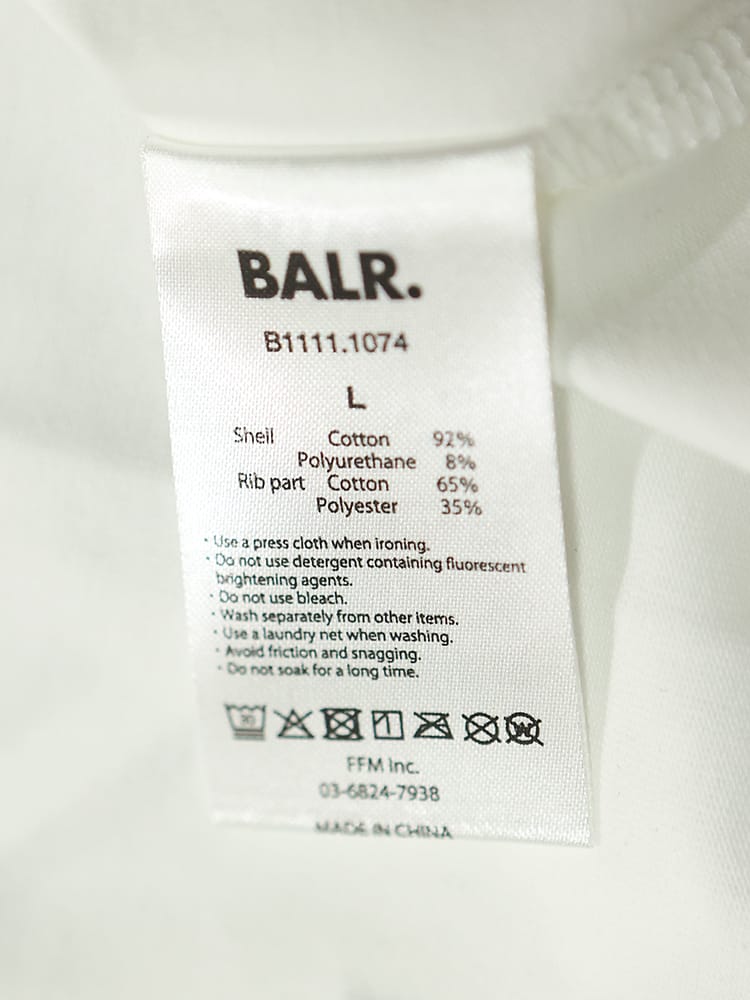 BALR.
B1111.1074
L
Shell Cotton 92%
Polyurethane 8%
Rib part Cotton 65%
Polyester 35%
・Use a press cloth when ironing.
・Do not use detergent containing fluorescent
brightening agents.
・Do not use bleach.
・Wash separately from other items.
・Use a laundry net when washing.
・Avoid friction and snagging.
・Do not soak for a long time.
30 W
FFM Inc.
03-6824-7938
MADE IN CHINA